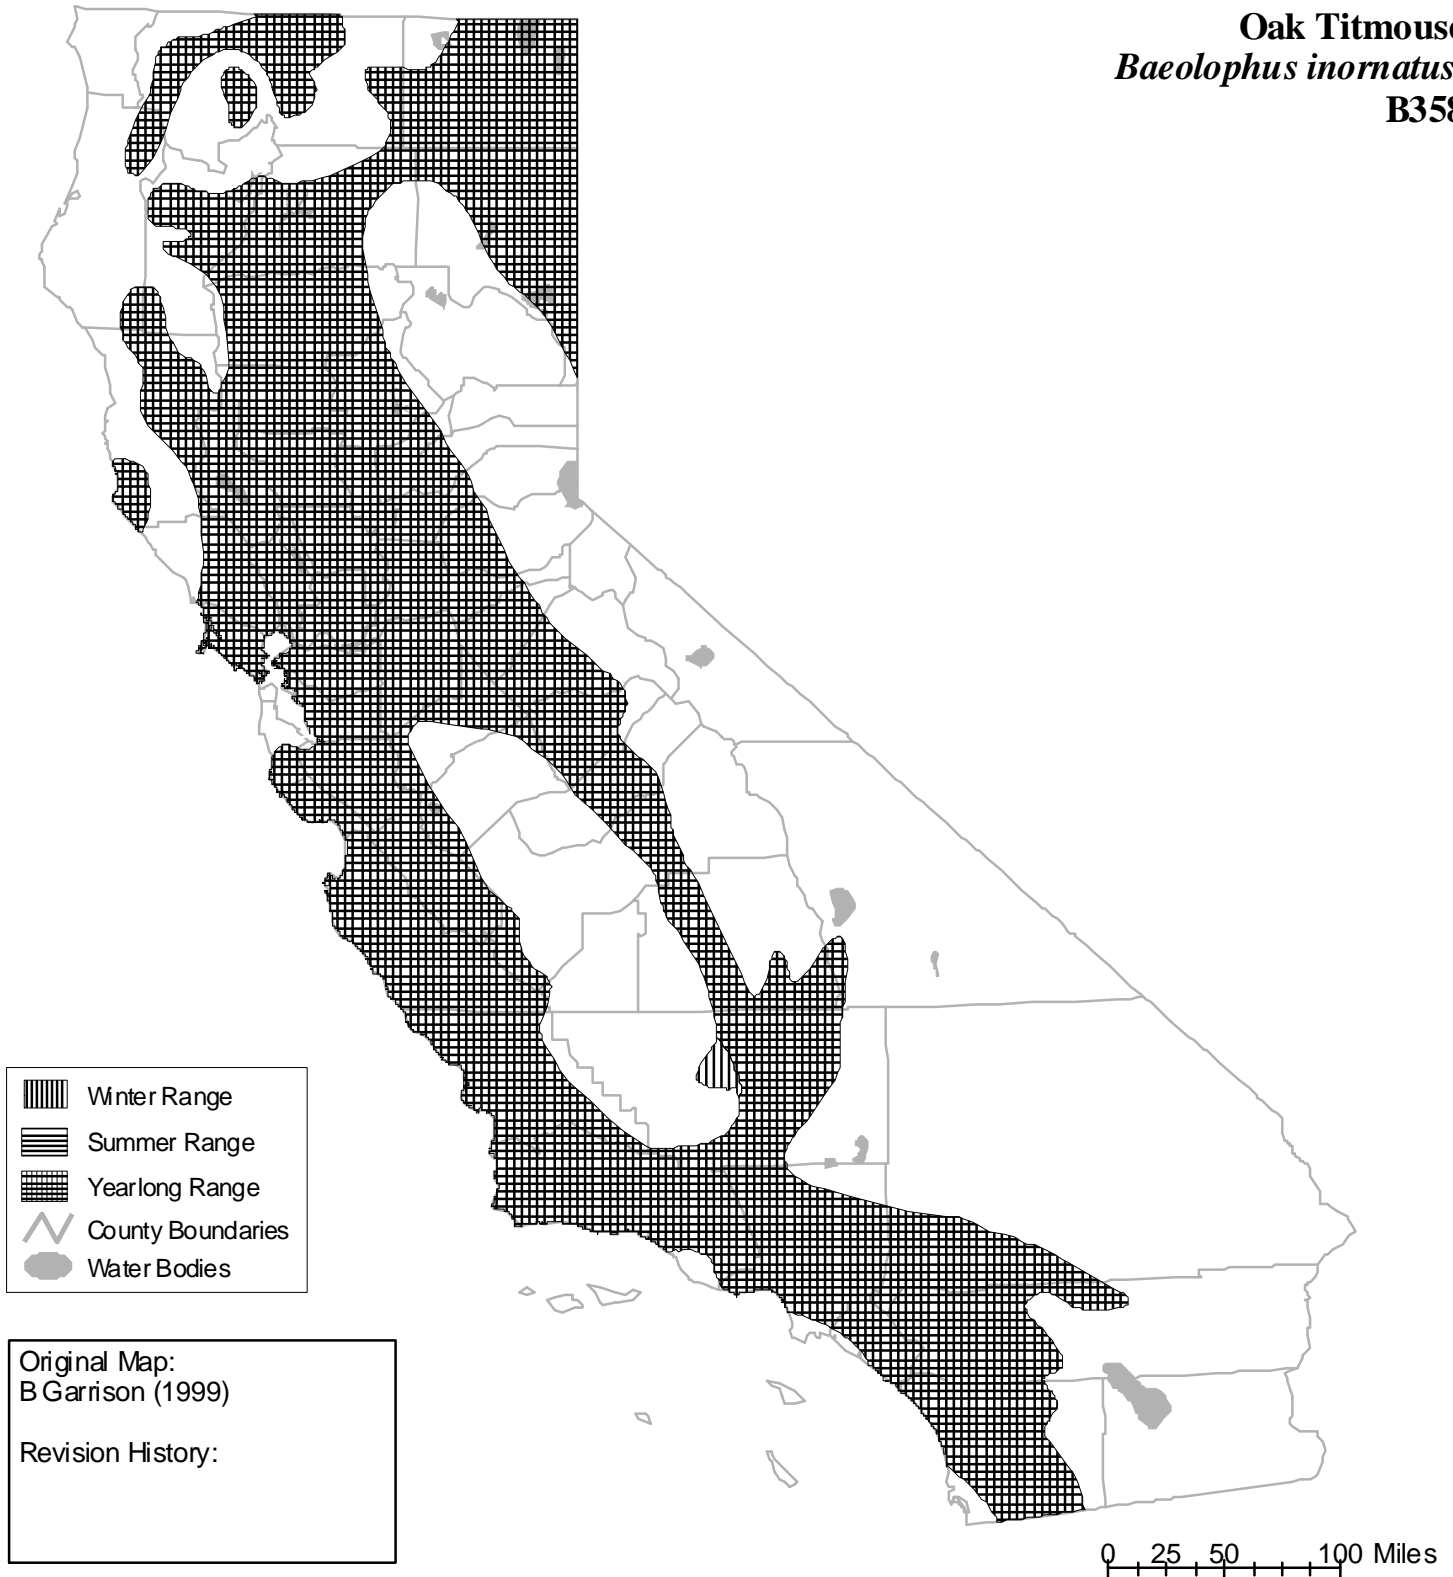 Oak Titmouse
Baeolophus inornatus
B358
Winter Range
Summer Range
Yearlong Range
County Boundaries
Water Bodies
Original Map:
B Garrison (1999)
Revision History:
0 25 50 100 Miles